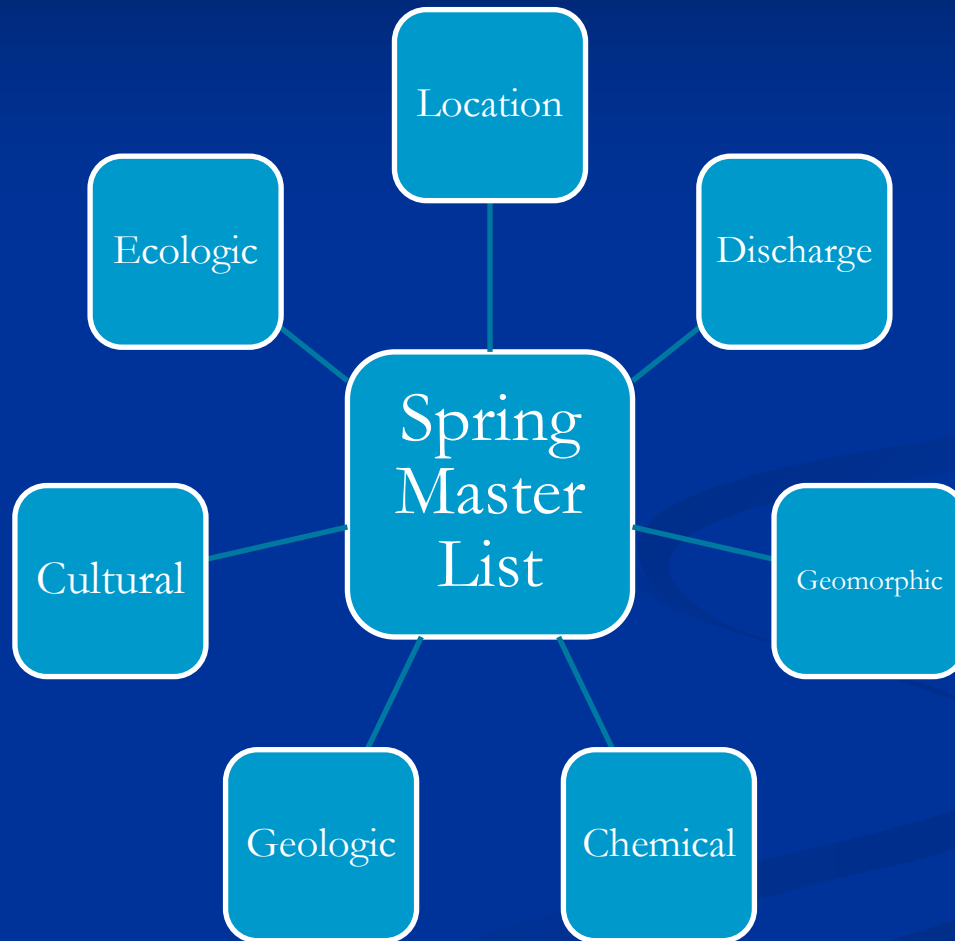 Location
Ecologic
Discharge
Spring
Master
List
Cultural
Geomorphic
Geologic
Chemical